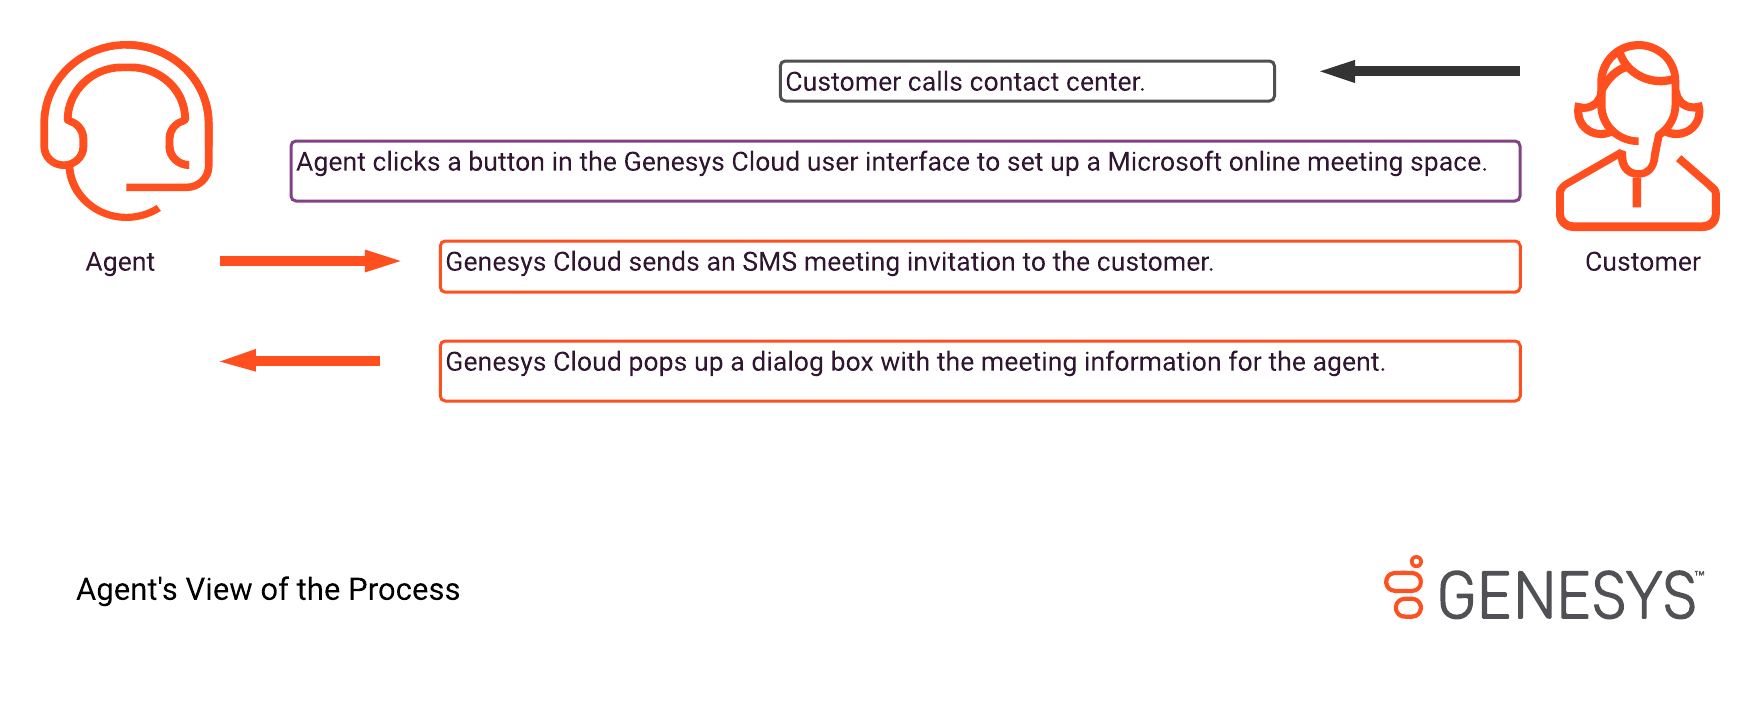 Customer calls contact center.
Agent clicks a button in the Genesys Cloud user interface to set up a Microsoft online meeting space.
Agent
Genesys Cloud sends an SMS meeting invitation to the customer.
Customer
Genesys Cloud pops up a dialog box with the meeting information for the agent.
Agent's View of the Process
GENESYS™